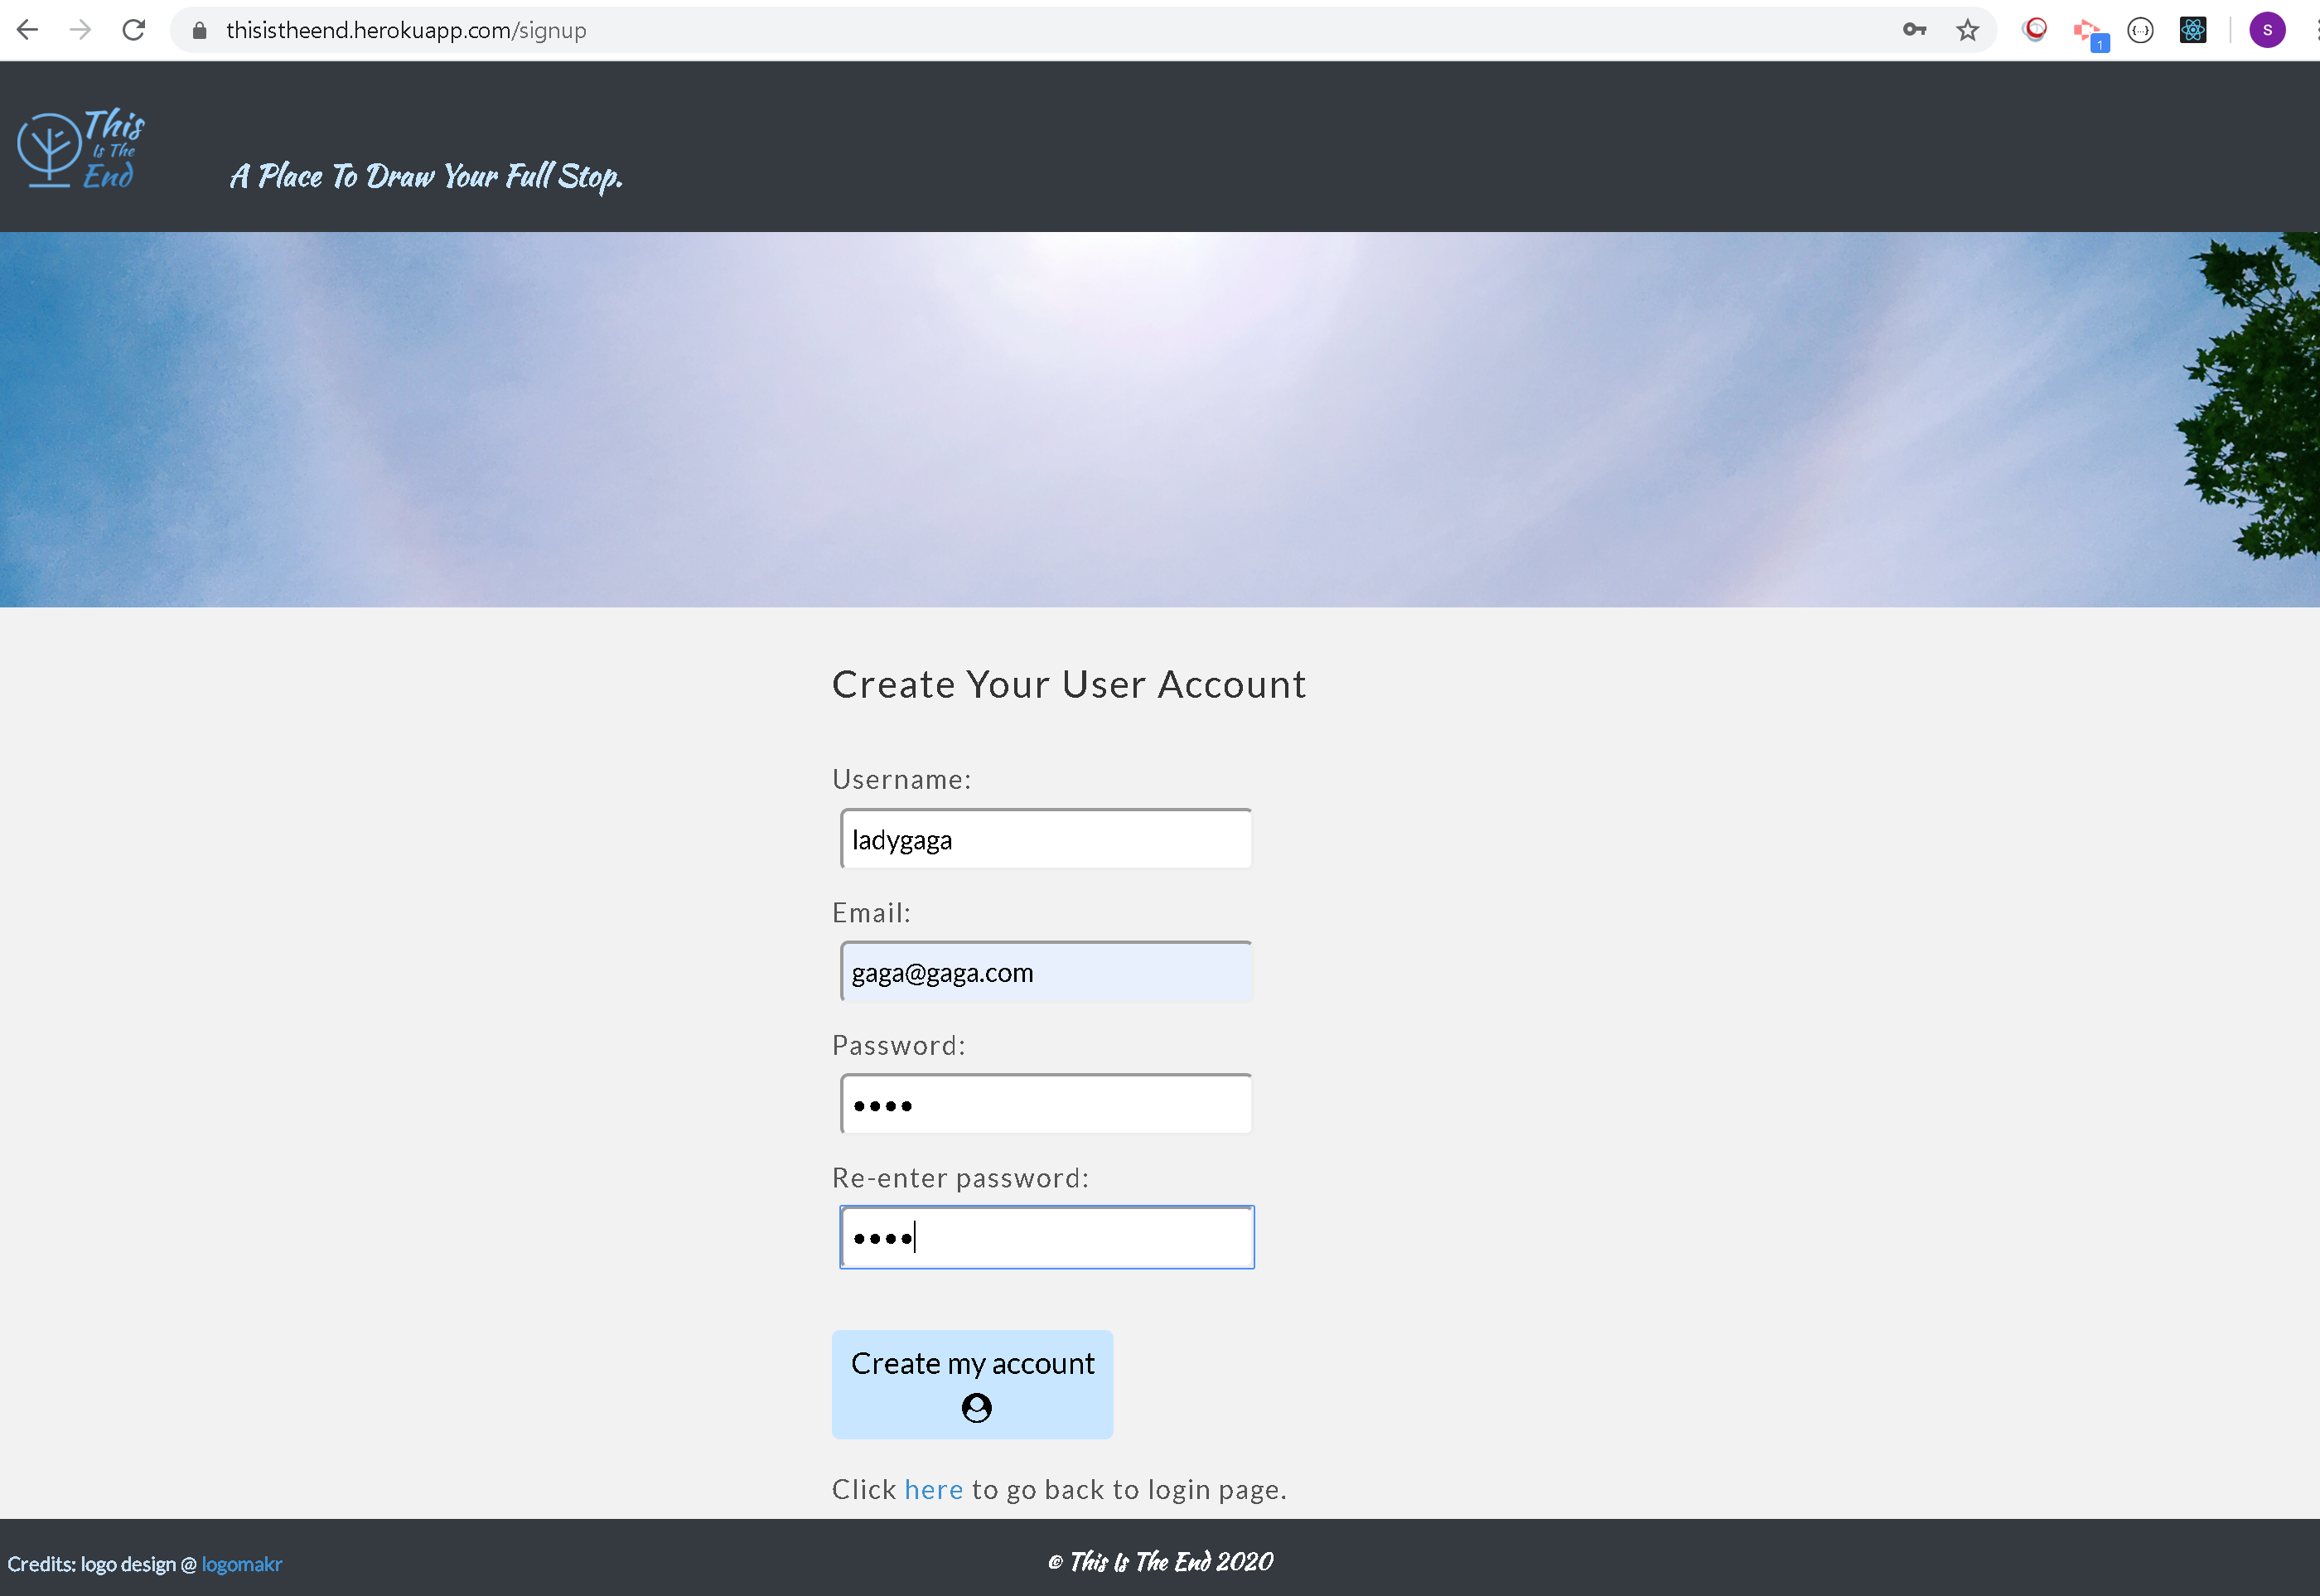 thisistheend.herokuapp.com/signup
1
S
This
Is The
End
A Place To Draw Your Full Stop.
Create Your User Account
Username:
ladygaga
Email:
gaga@gaga.com
Password:
••••
Re-enter password:
••••
Create my account
Click here to go back to login page.
Credits: logo design @ logomakr
© This Is The End 2020